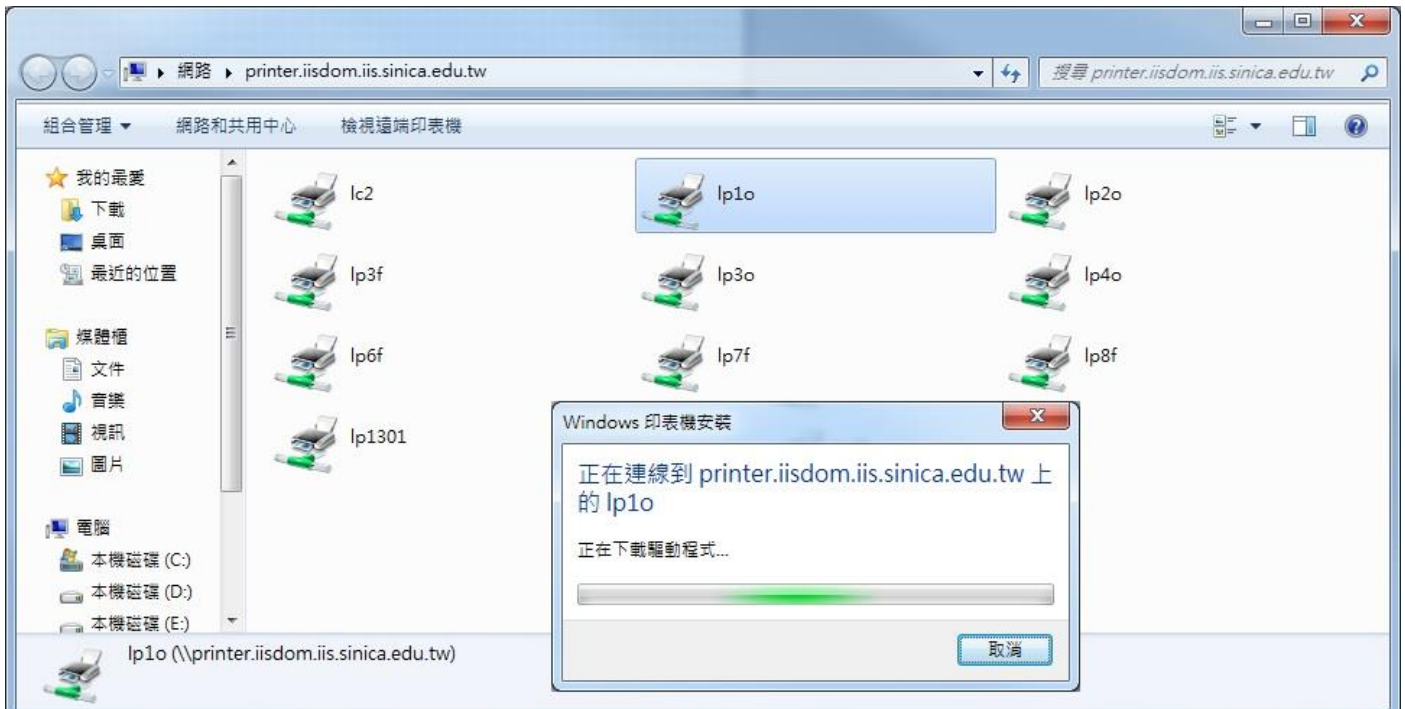 網路 ▸ printer.iisdom.iis.sinica.edu.tw
搜尋 printer.iisdom.iis.sinica.edu.tw
組合管理 網路和共用中心 檢視遠端印表機
我的最愛
下載
桌面
最近的位置
媒體櫃
文件
音樂
視訊
圖片
電腦
本機磁碟 (C:)
本機磁碟 (D:)
本機磁碟 (E:)
lc2 lp1o lp2o
lp3f lp3o lp4o
lp6f lp7f lp8f
lp1301
Windows 印表機安裝
正在連線到 printer.iisdom.iis.sinica.edu.tw 上
的 lp1o
正在下載驅動程式...
取消
lp1o (\\printer.iisdom.iis.sinica.edu.tw)